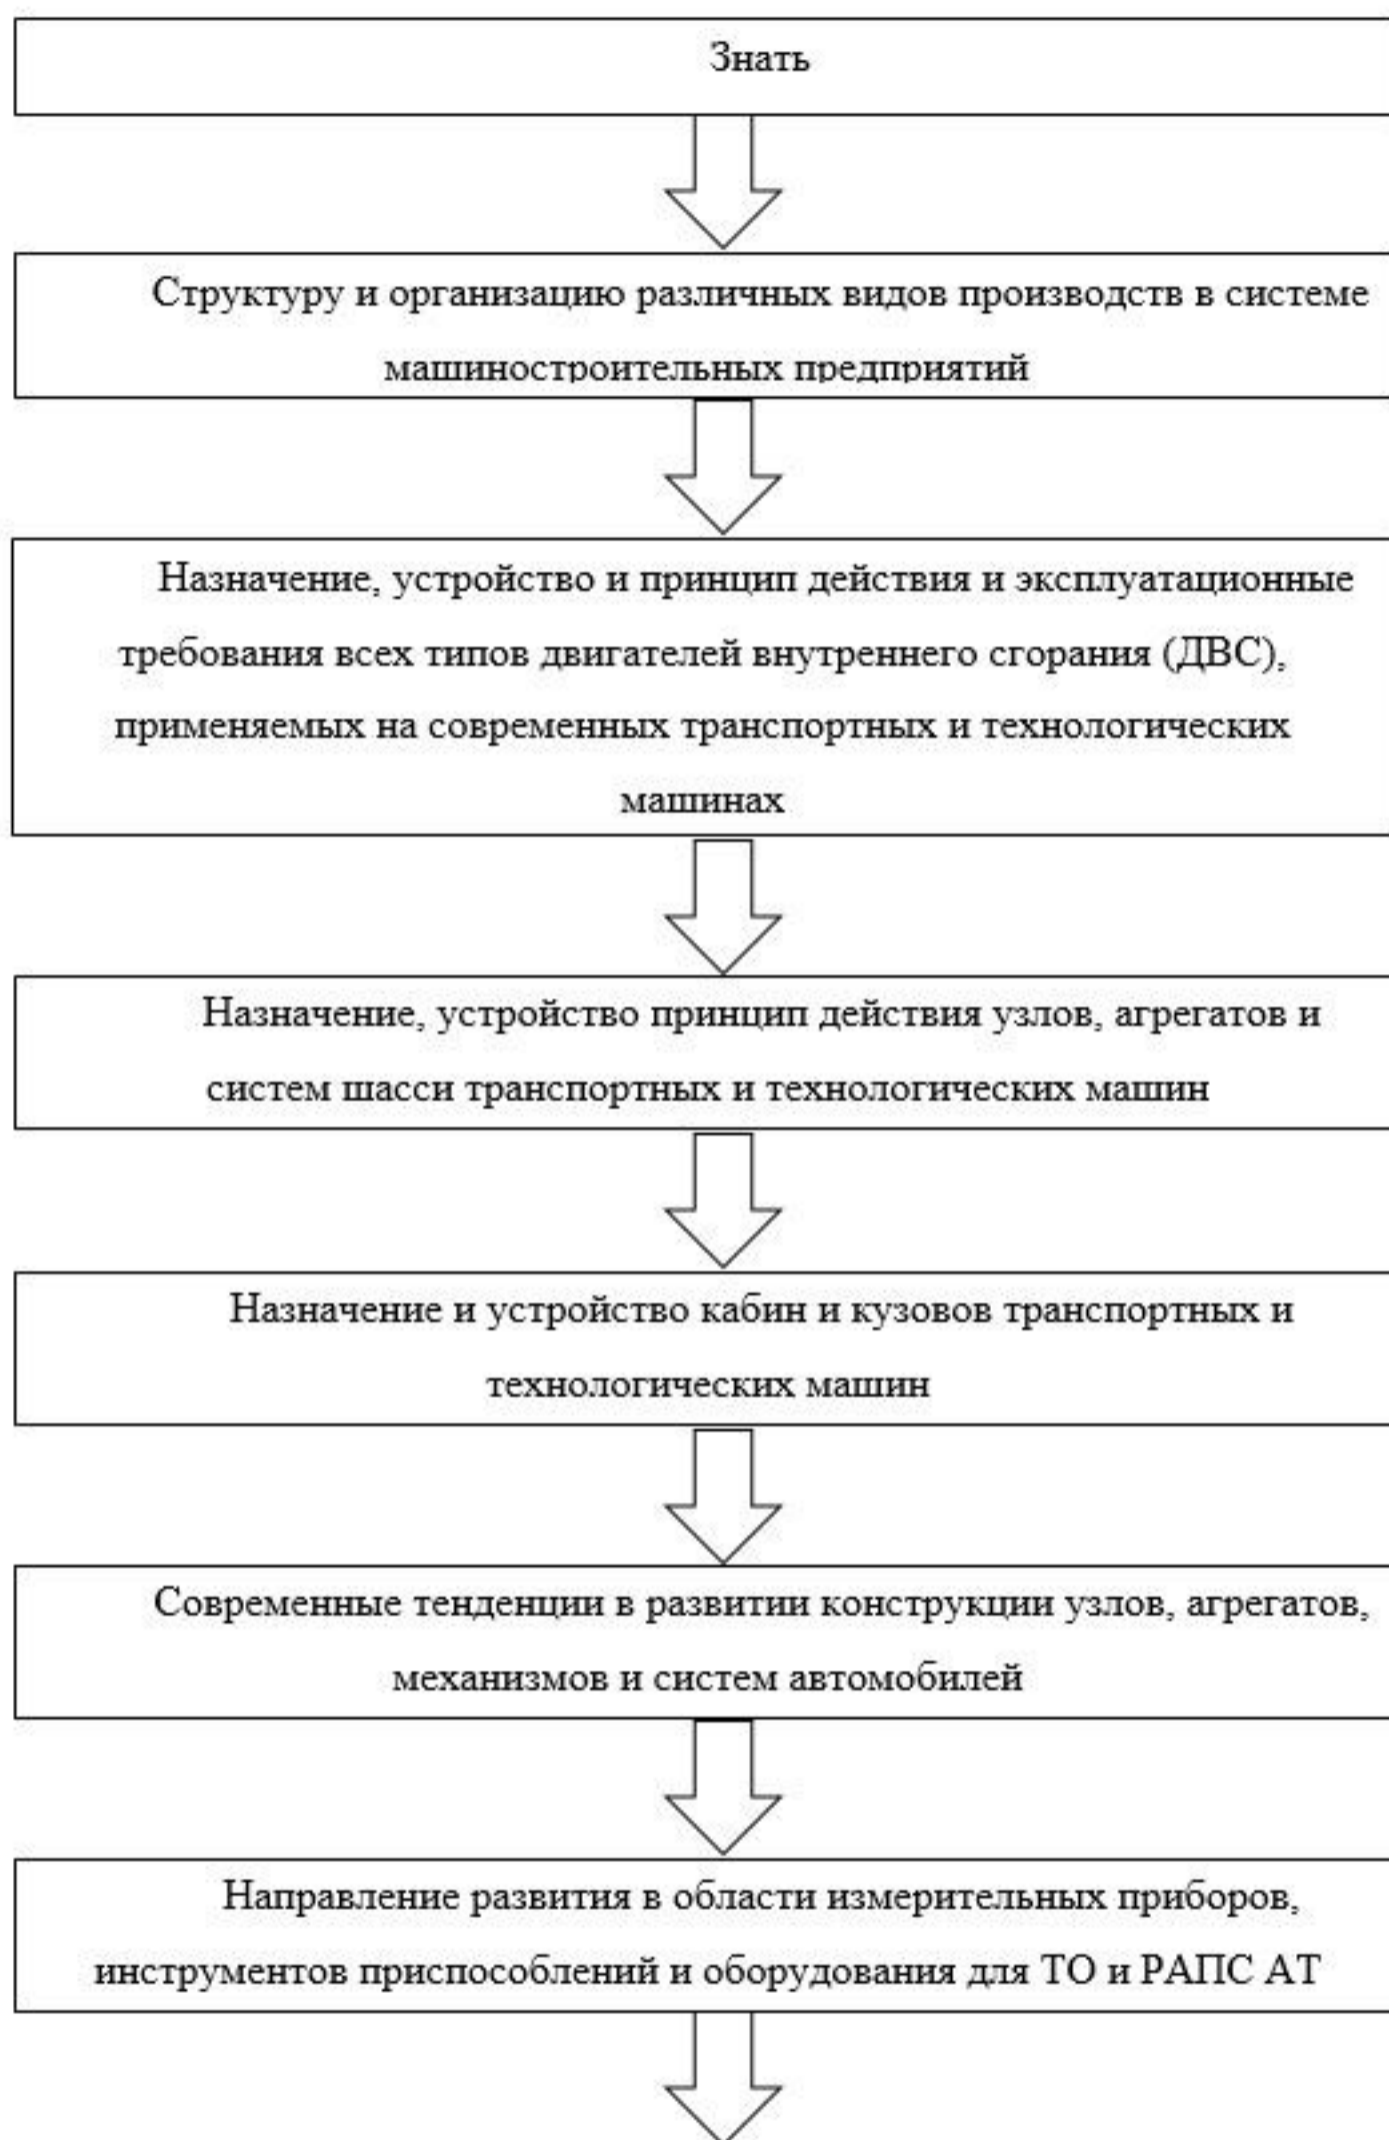 Знать
Структуру и организацию различных видов производств в системе
машиностроительных предприятий
Назначение, устройство и принцип действия и эксплуатационные
требования всех типов двигателей внутреннего сгорания (ДВС),
применяемых на современных транспортных и технологических
машинах
Назначение, устройство принцип действия узлов, агрегатов и
систем шасси транспортных и технологических машин
Назначение и устройство кабин и кузовов транспортных и
технологических машин
Современные тенденции в развитии конструкции узлов, агрегатов,
механизмов и систем автомобилей
Направление развития в области измерительных приборов,
инструментов приспособлений и оборудования для ТО и РАПС АТ